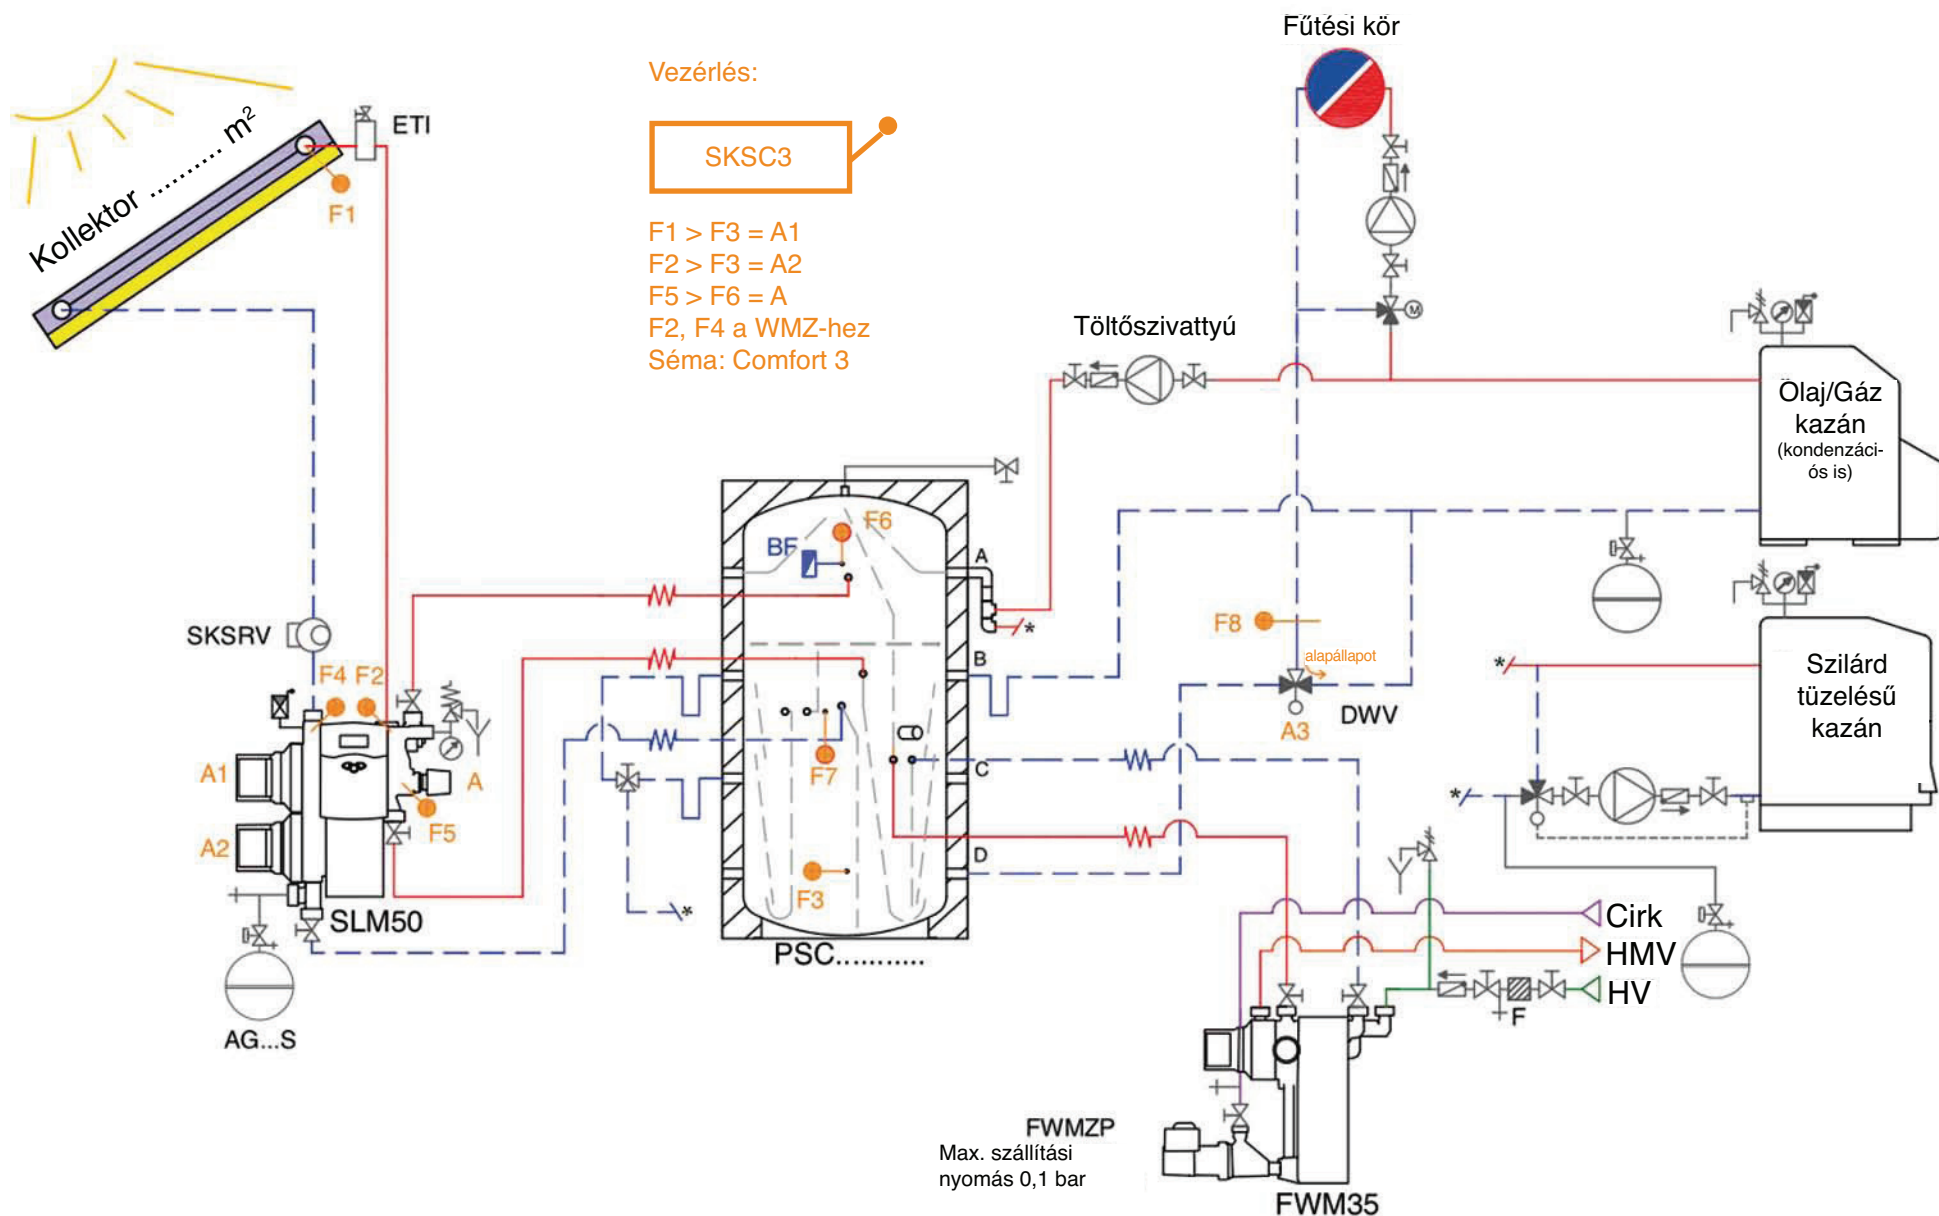 Fűtési kör
Vezérlés:
ETI
SKSC3
Kollektor .......... m²
F1
F1 > F3 = A1
F2 > F3 = A2
F5 > F6 = A
F2, F4 a WMZ-hez
Séma: Comfort 3
M
Töltőszivattyú
Olaj/Gáz
kazán
(kondenzáci-
ós is)
F6
BF
A
*
SKSRV
F8
F4 F2
B
alapállapot
*
Szilárd
tüzelésű
kazán
DWV
A3
A1
A
F7
C
*
F5
A2
D
F3
*
SLM50
PSC...........
Cirk
HMV
HV
F
AG...S
FWMZP
Max. szállítási
nyomás 0,1 bar
FWM35